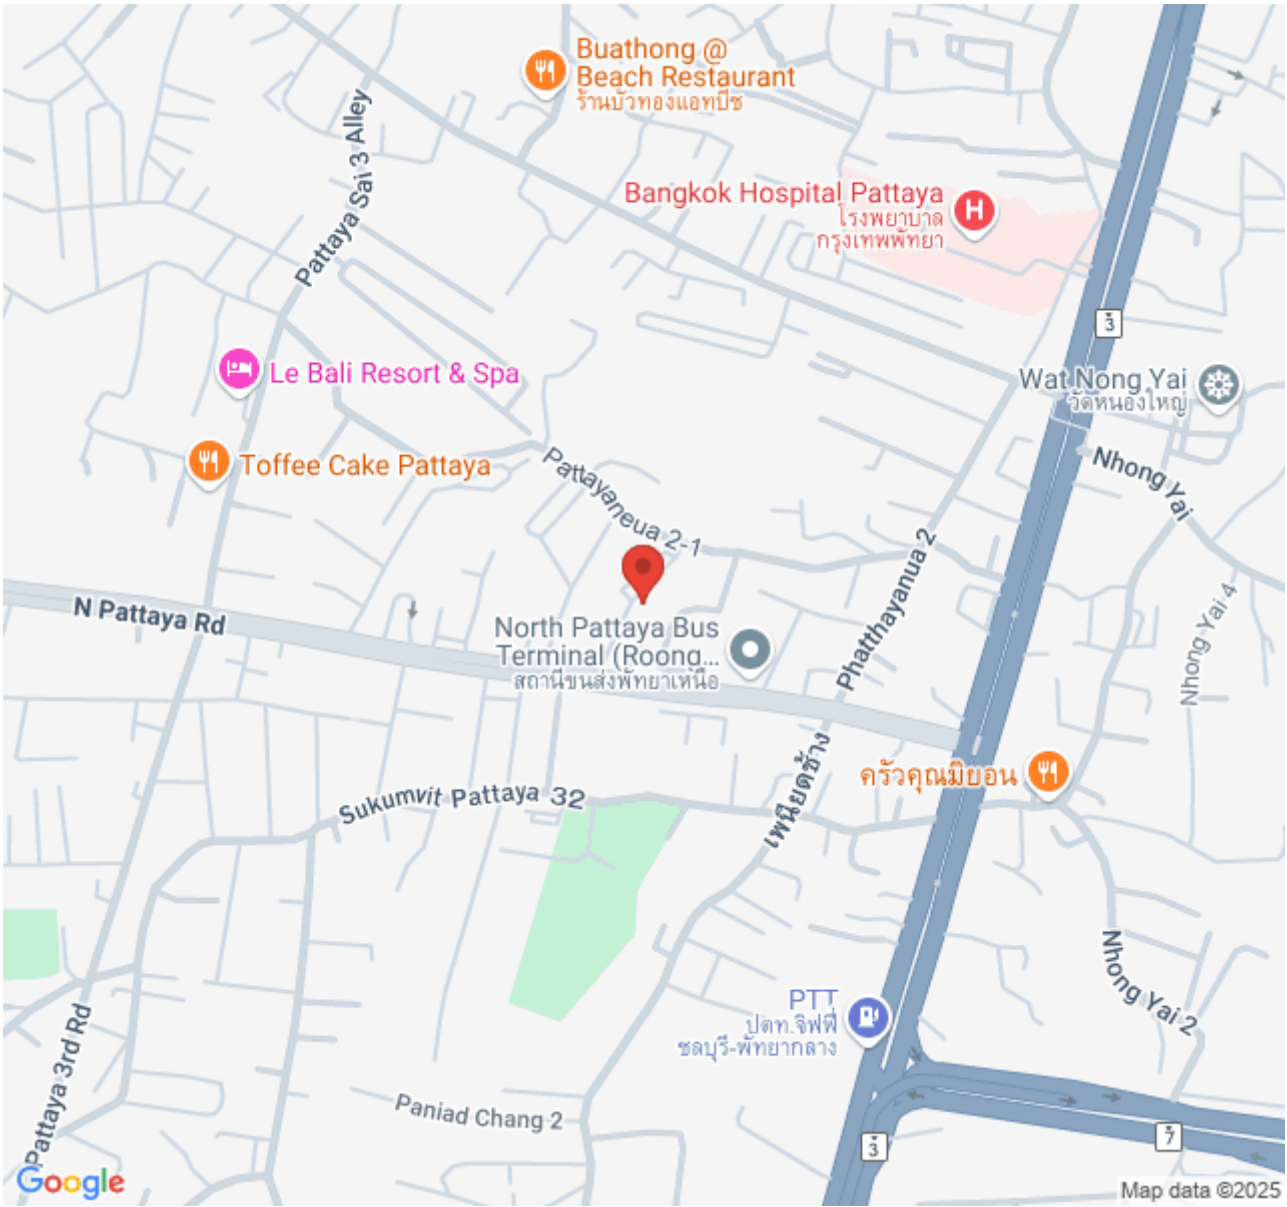 Buathong @
Beach Restaurant
ร้านบัวทองแอทบีช
Pattaya Sai 3 Alley
Bangkok Hospital Pattaya
โรงพยาบาล
กรุงเทพพัทยา
3
Le Bali Resort & Spa
Wat Nong Yai
วัดหนองใหญ่
Toffee Cake Pattaya
Pattayaneua 2-1
Nhong Yai
N Pattaya Rd
North Pattaya Bus
Terminal (Roong...
สถานีขนส่งพัทยาเหนือ
Phatthayanua 2
Nhong Yai 4
เพนียดช้าง
ครัวคุณมิยอน
Sukumvit Pattaya 32
Nhong Yai 2
PTT
ปตท.จิฟฟี่
ชลบุรี-พัทยากลาง
Pattaya 3rd Rd
Paniad Chang 2
3
7
Google
Map data ©2025